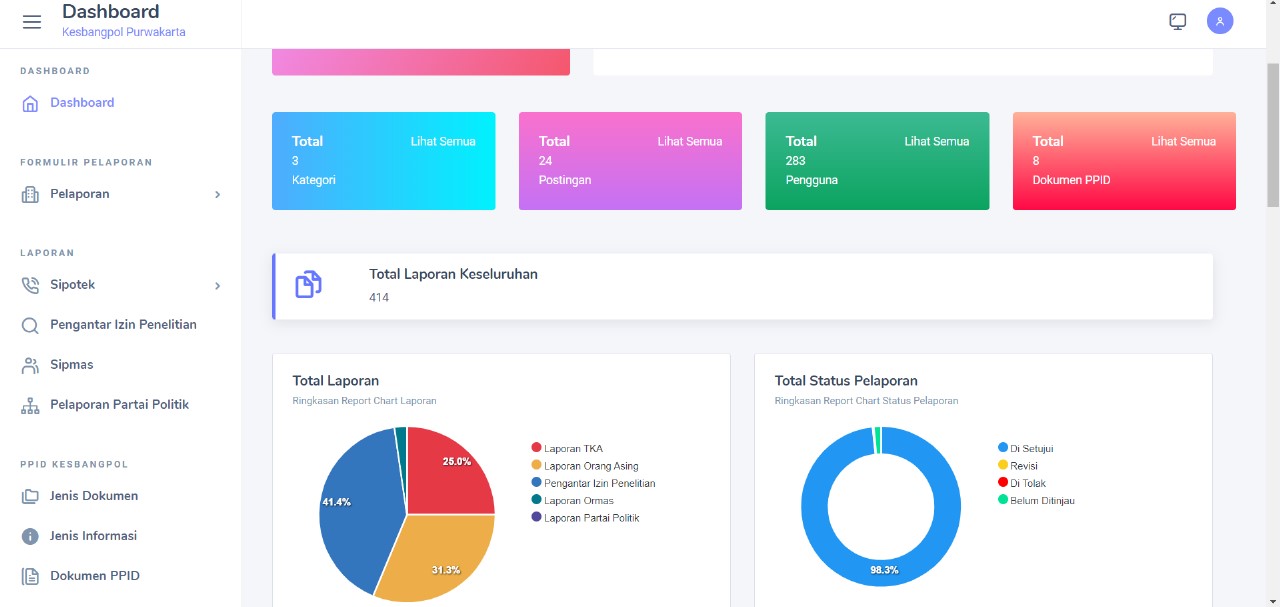 Dashboard
Kesbangpol Purwakarta
DASHBOARD
Dashboard
FORMULIR PELAPORAN
Pelaporan
LAPORAN
Sipotek
Pengantar Izin Penelitian
Sipmas
Pelaporan Partai Politik
PPID KESBANGPOL
Jenis Dokumen
Jenis Informasi
Dokumen PPID
Total Lihat Semua
3
Kategori
Total Lihat Semua
24
Postingan
Total Lihat Semua
283
Pengguna
Total Lihat Semua
8
Dokumen PPID
Total Laporan Keseluruhan
414
Total Laporan
Ringkasan Report Chart Laporan
25.0%
41.4%
31.3%
Laporan TKA
Laporan Orang Asing
Pengantar Izin Penelitian
Laporan Ormas
Laporan Partai Politik
Total Status Pelaporan
Ringkasan Report Chart Status Pelaporan
98.3%
Di Setujui
Revisi
Di Tolak
Belum Ditinjau